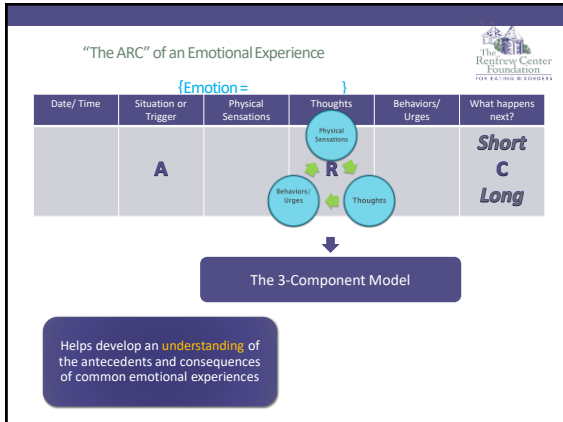 "The ARC" of an Emotional Experience
The
Renfrew Center
Foundation
FOR EATING DISORDERS
{Emotion = }
Date/ Time
Situation or
Trigger
Physical
Sensations
Thoughts
Behaviors/
Urges
What happens
next?
A
Physical
Sensations
R
Behaviors/
Urges
Thoughts
Short
C
Long
The 3-Component Model
Helps develop an understanding of
the antecedents and consequences
of common emotional experiences